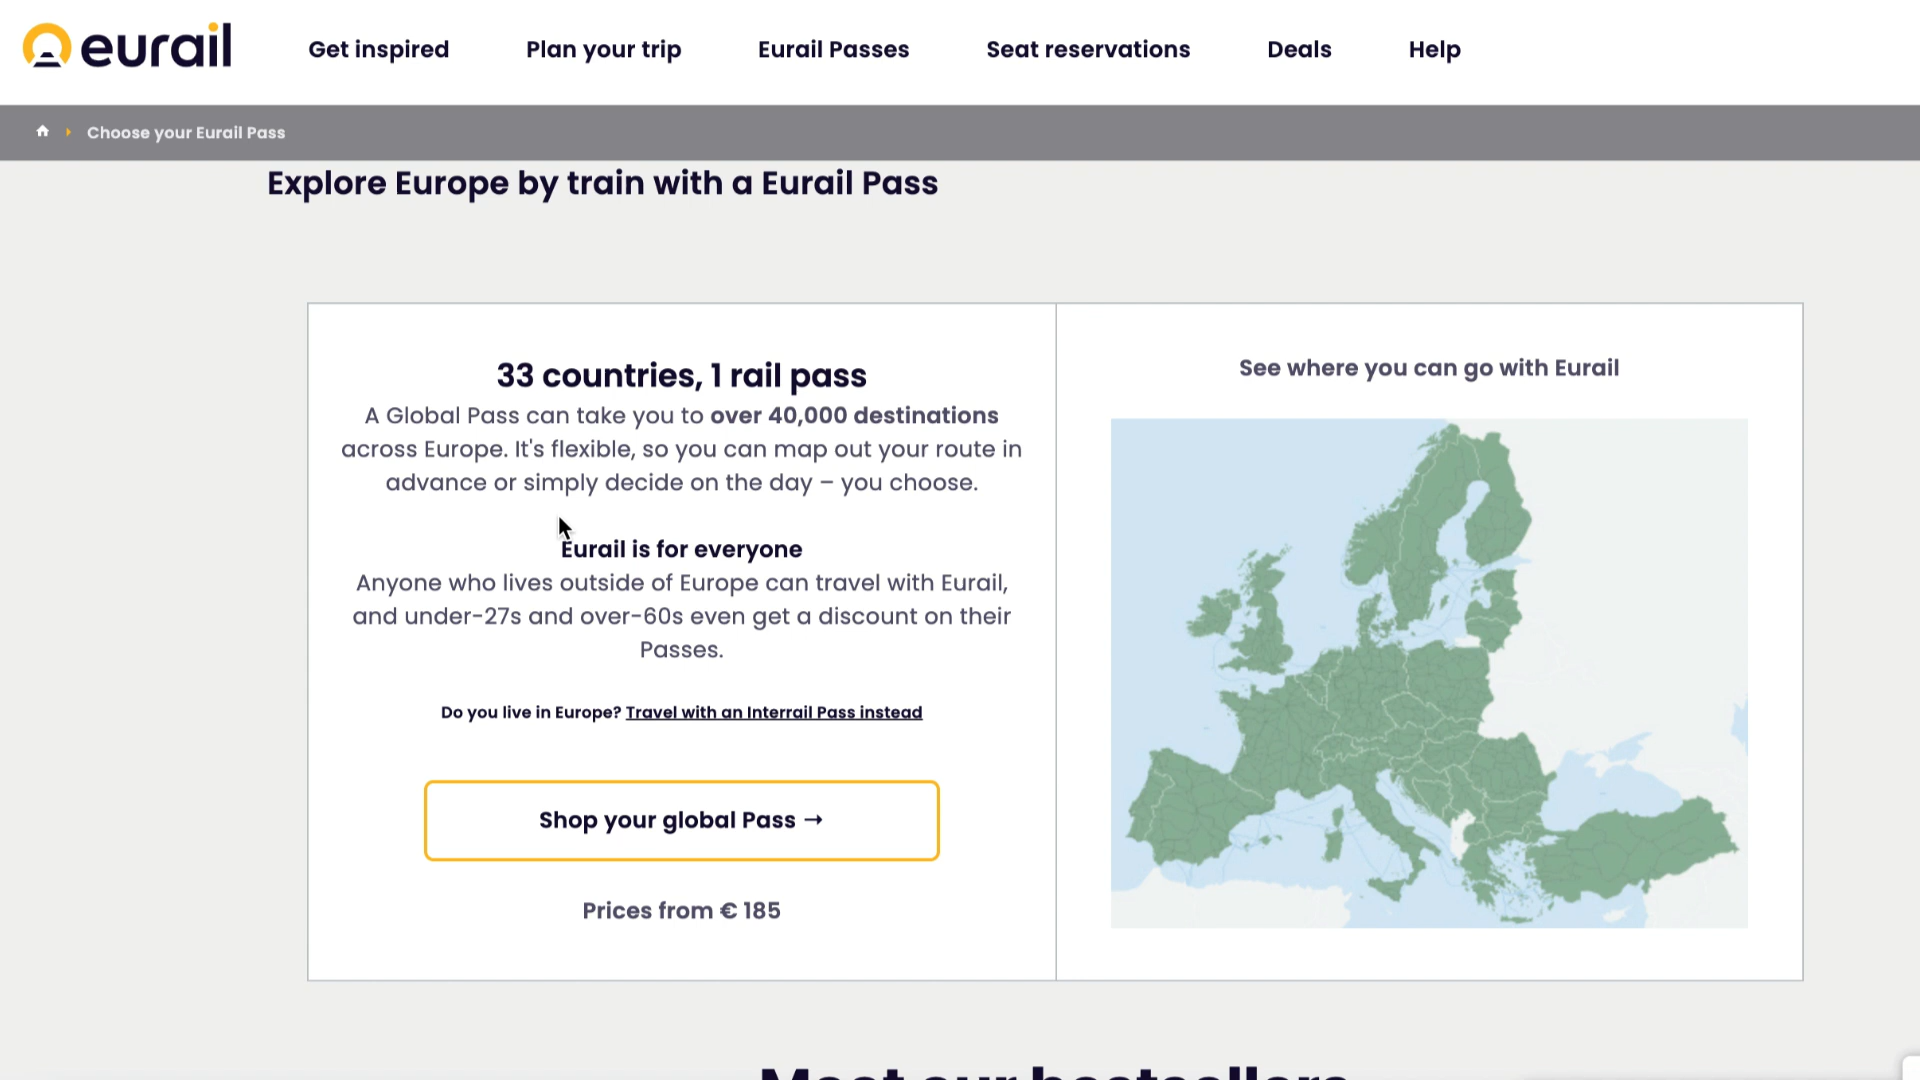 eurail
Get inspired
Plan your trip
Eurail Passes
Seat reservations
Deals
Help
Choose your Eurail Pass
Explore Europe by train with a Eurail Pass
33 countries, 1 rail pass
A Global Pass can take you to over 40,000 destinations
across Europe. It's flexible, so you can map out your route in
advance or simply decide on the day – you choose.
Eurail is for everyone
Anyone who lives outside of Europe can travel with Eurail,
and under-27s and over-60s even get a discount on their
Passes.
Do you live in Europe? Travel with an Interrail Pass instead
Shop your global Pass →
Prices from € 185
See where you can go with Eurail
Meet our bestsellers